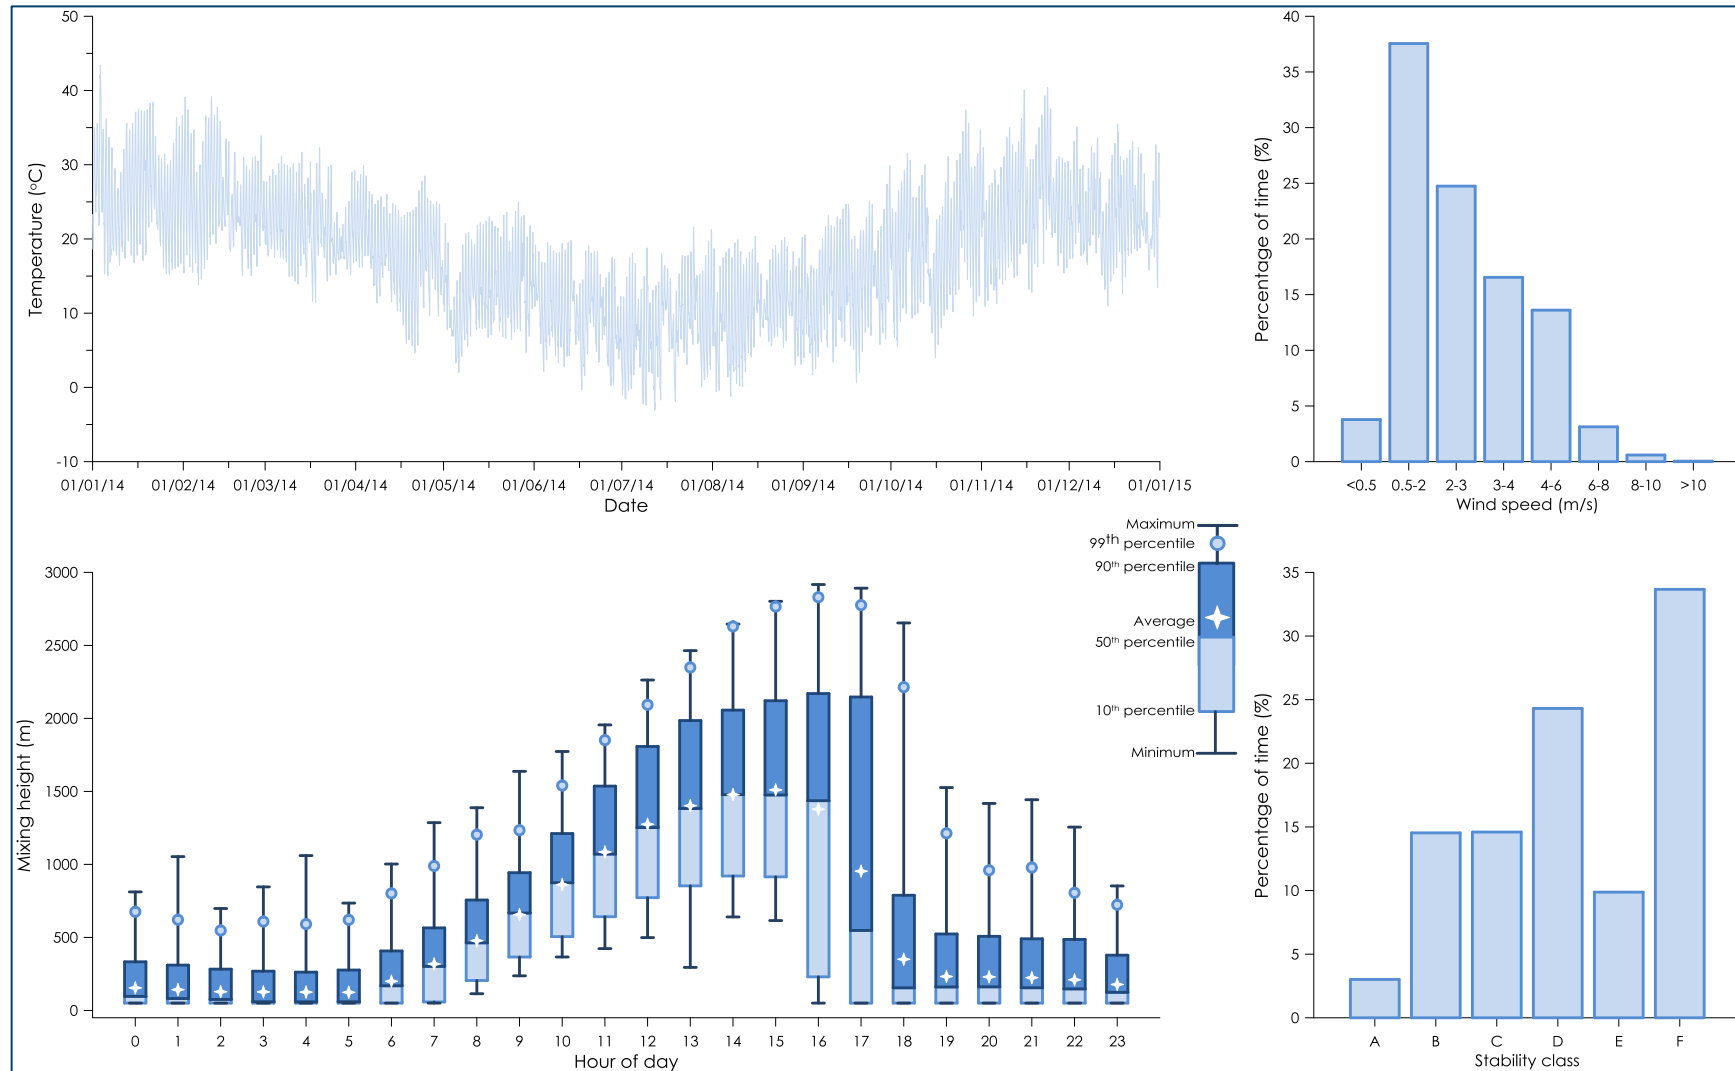 50
40
30
20
10
0
-10
Temperature (°C)
01/01/14 01/02/14 01/03/14 01/04/14 01/05/14 01/06/14 01/07/14 01/08/14 01/09/14 01/10/14 01/11/14 01/12/14 01/01/15
Date
40
35
30
25
20
15
10
5
0
Percentage of time (%)
<0.5 0.5-2 2-3 3-4 4-6 6-8 8-10 >10
Wind speed (m/s)
3000
2500
2000
1500
1000
500
0
Mixing height (m)
0 1 2 3 4 5 6 7 8 9 10 11 12 13 14 15 16 17 18 19 20 21 22 23
Hour of day
Maximum
99th percentile
90th percentile
Average
50th percentile
10th percentile
Minimum
35
30
25
20
15
10
5
0
Percentage of time (%)
A B C D E F
Stability class